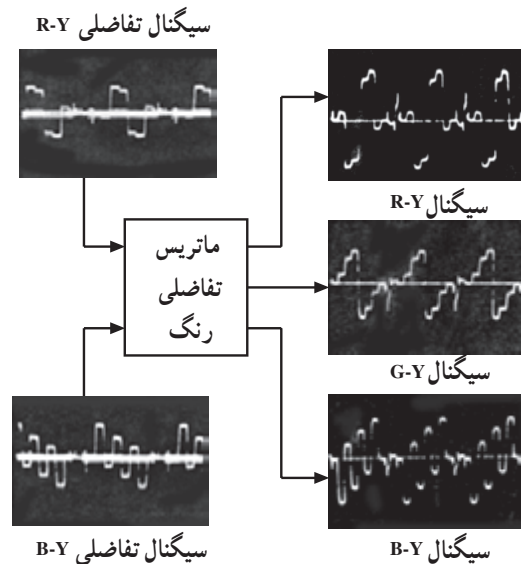 سیگنال تفاضلی R-Y
سیگنال R-Y
ماتریس
تفاضلی
رنگ
سیگنال G-Y
سیگنال تفاضلی B-Y
سیگنال B-Y